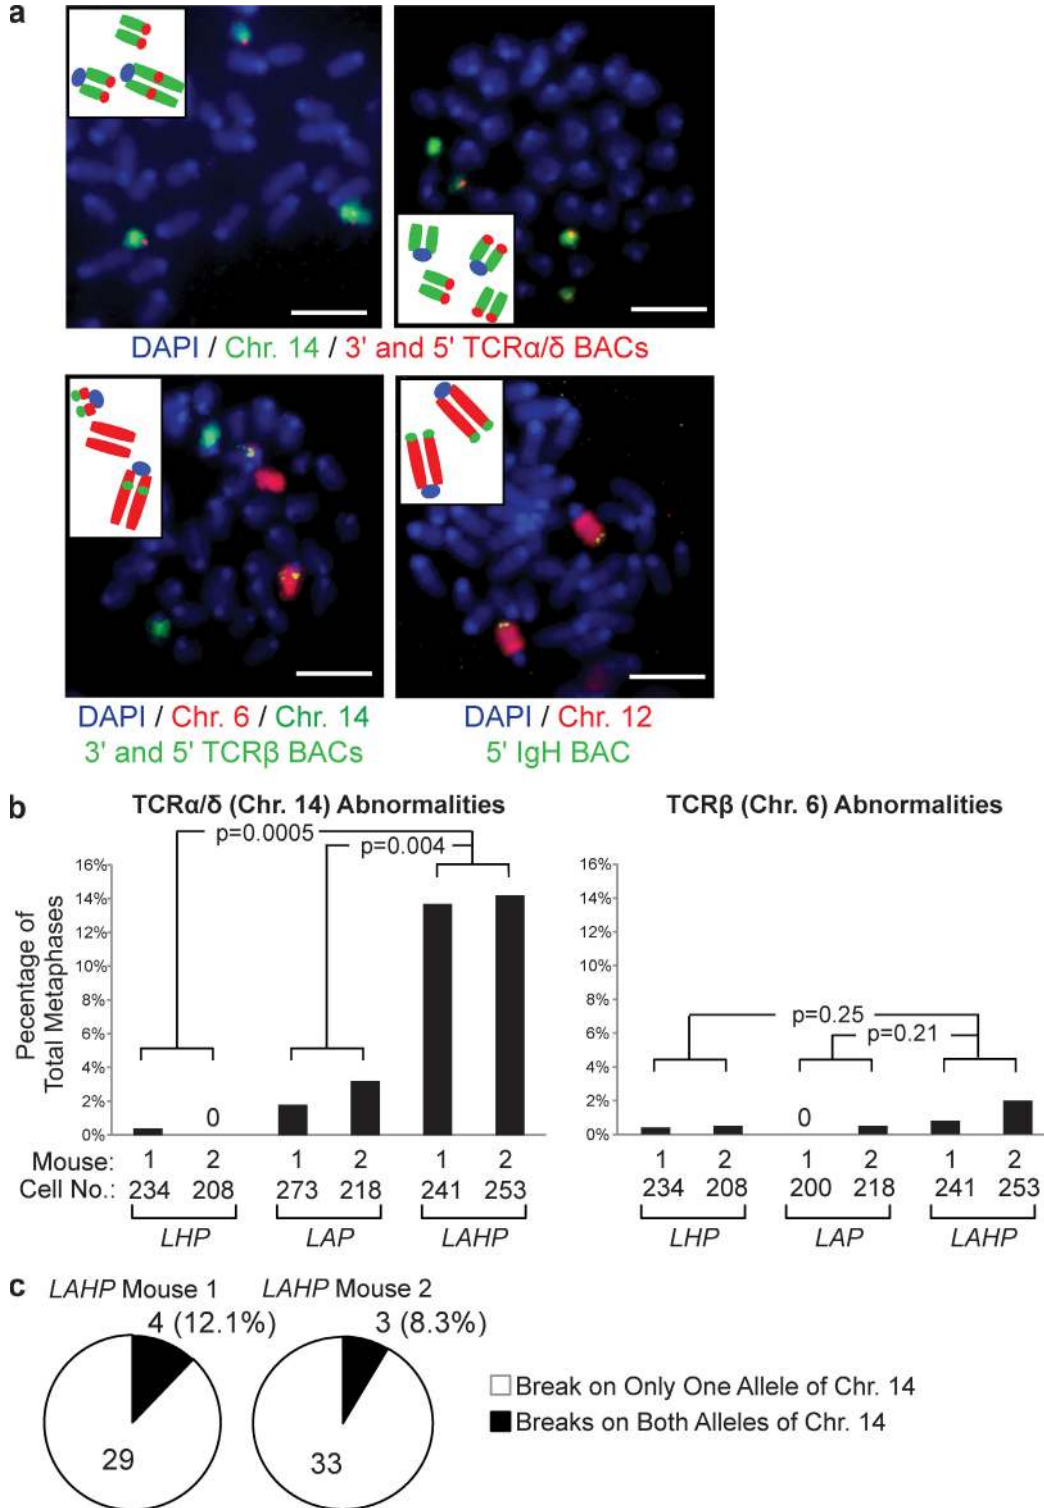 a
DAPI / Chr. 14 / 3' and 5' TCRα/δ BACs
DAPI / Chr. 6 / Chr. 14
3' and 5' TCRβ BACs
DAPI / Chr. 12
5' IgH BAC
b
TCRα/δ (Chr. 14) Abnormalities
p=0.0005
p=0.004
Pecentage of
Total Metaphases
16%
14%
12%
10%
8%
6%
4%
2%
0%
0
Mouse: 1 2 1 2 1 2
Cell No.: 234 208 273 218 241 253
LHP LAP LAHP
TCRβ (Chr. 6) Abnormalities
p=0.25
p=0.21
16%
14%
12%
10%
8%
6%
4%
2%
0%
0
1 2 1 2 1 2
234 208 200 218 241 253
LHP LAP LAHP
c
LAHP Mouse 1
4 (12.1%)
29
LAHP Mouse 2
3 (8.3%)
33
Break on Only One Allele of Chr. 14
Breaks on Both Alleles of Chr. 14